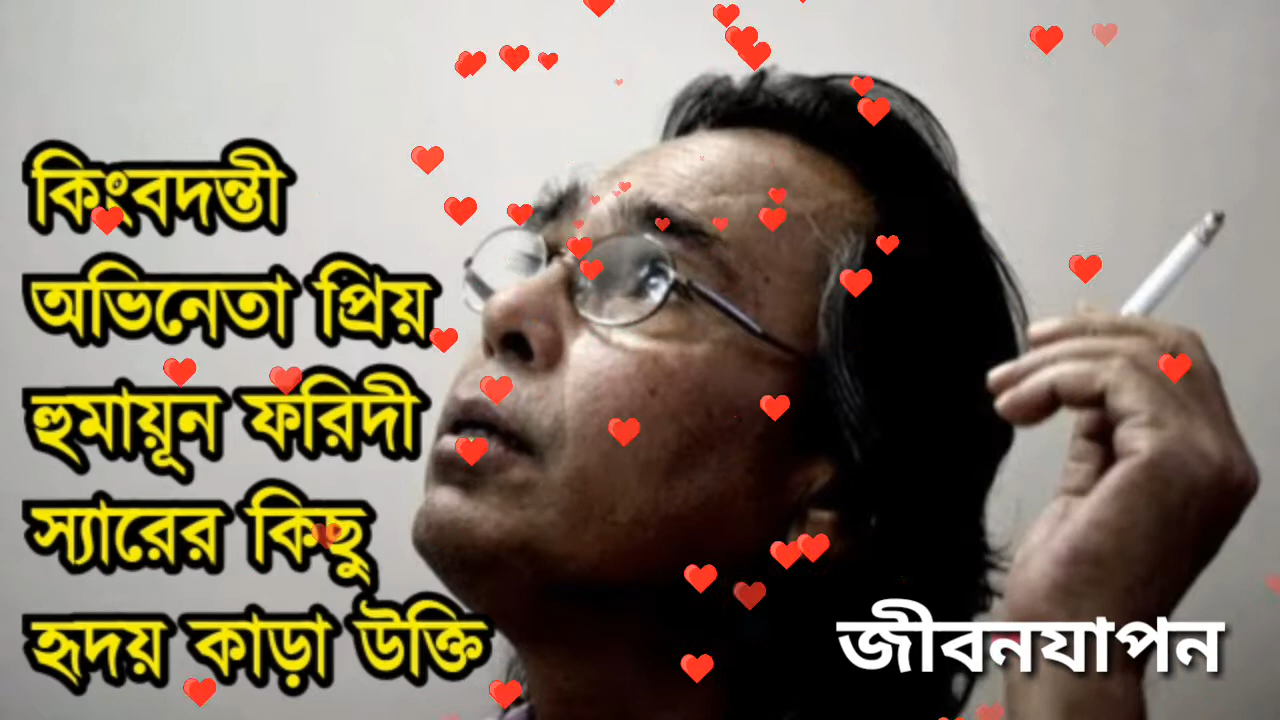 কিংবদন্তী
অভিনেতা প্রিয়
হুমায়ূন ফরিদী
স্যারের কিছু
হৃদয় কাড়া উক্তি
জীবনযাপন